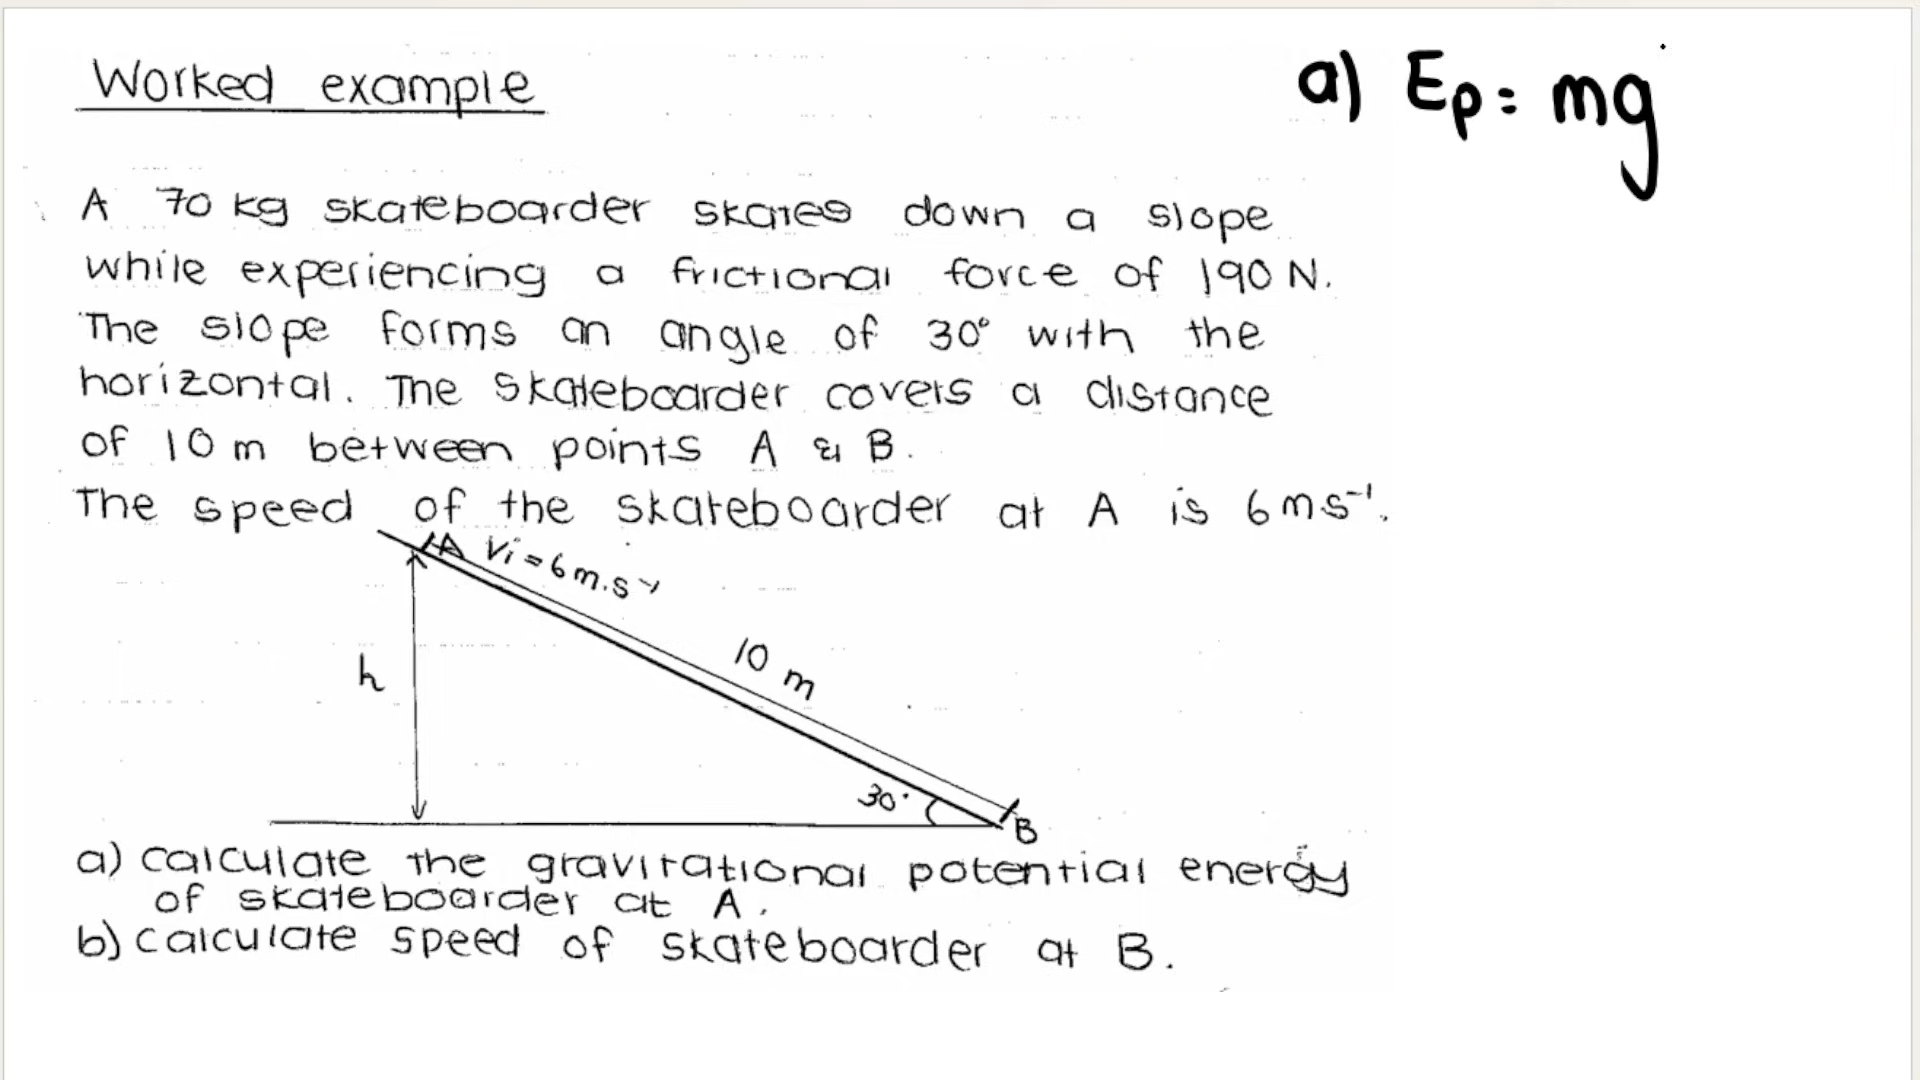 Worked example
a) Ep = mg
A 70 kg skateboarder skates down a slope
while experiencing a frictional force of 190 N.
The slope forms an angle of 30° with the
horizontal. The skateboarder covers a distance
of 10 m between points A & B.
The speed of the skateboarder at A is 6 ms⁻¹.
A Vi = 6 m.s⁻¹
10 m
h
30°
B
a) calculate the gravitational potential energy
of skateboarder at A.
b) calculate speed of skateboarder at B.